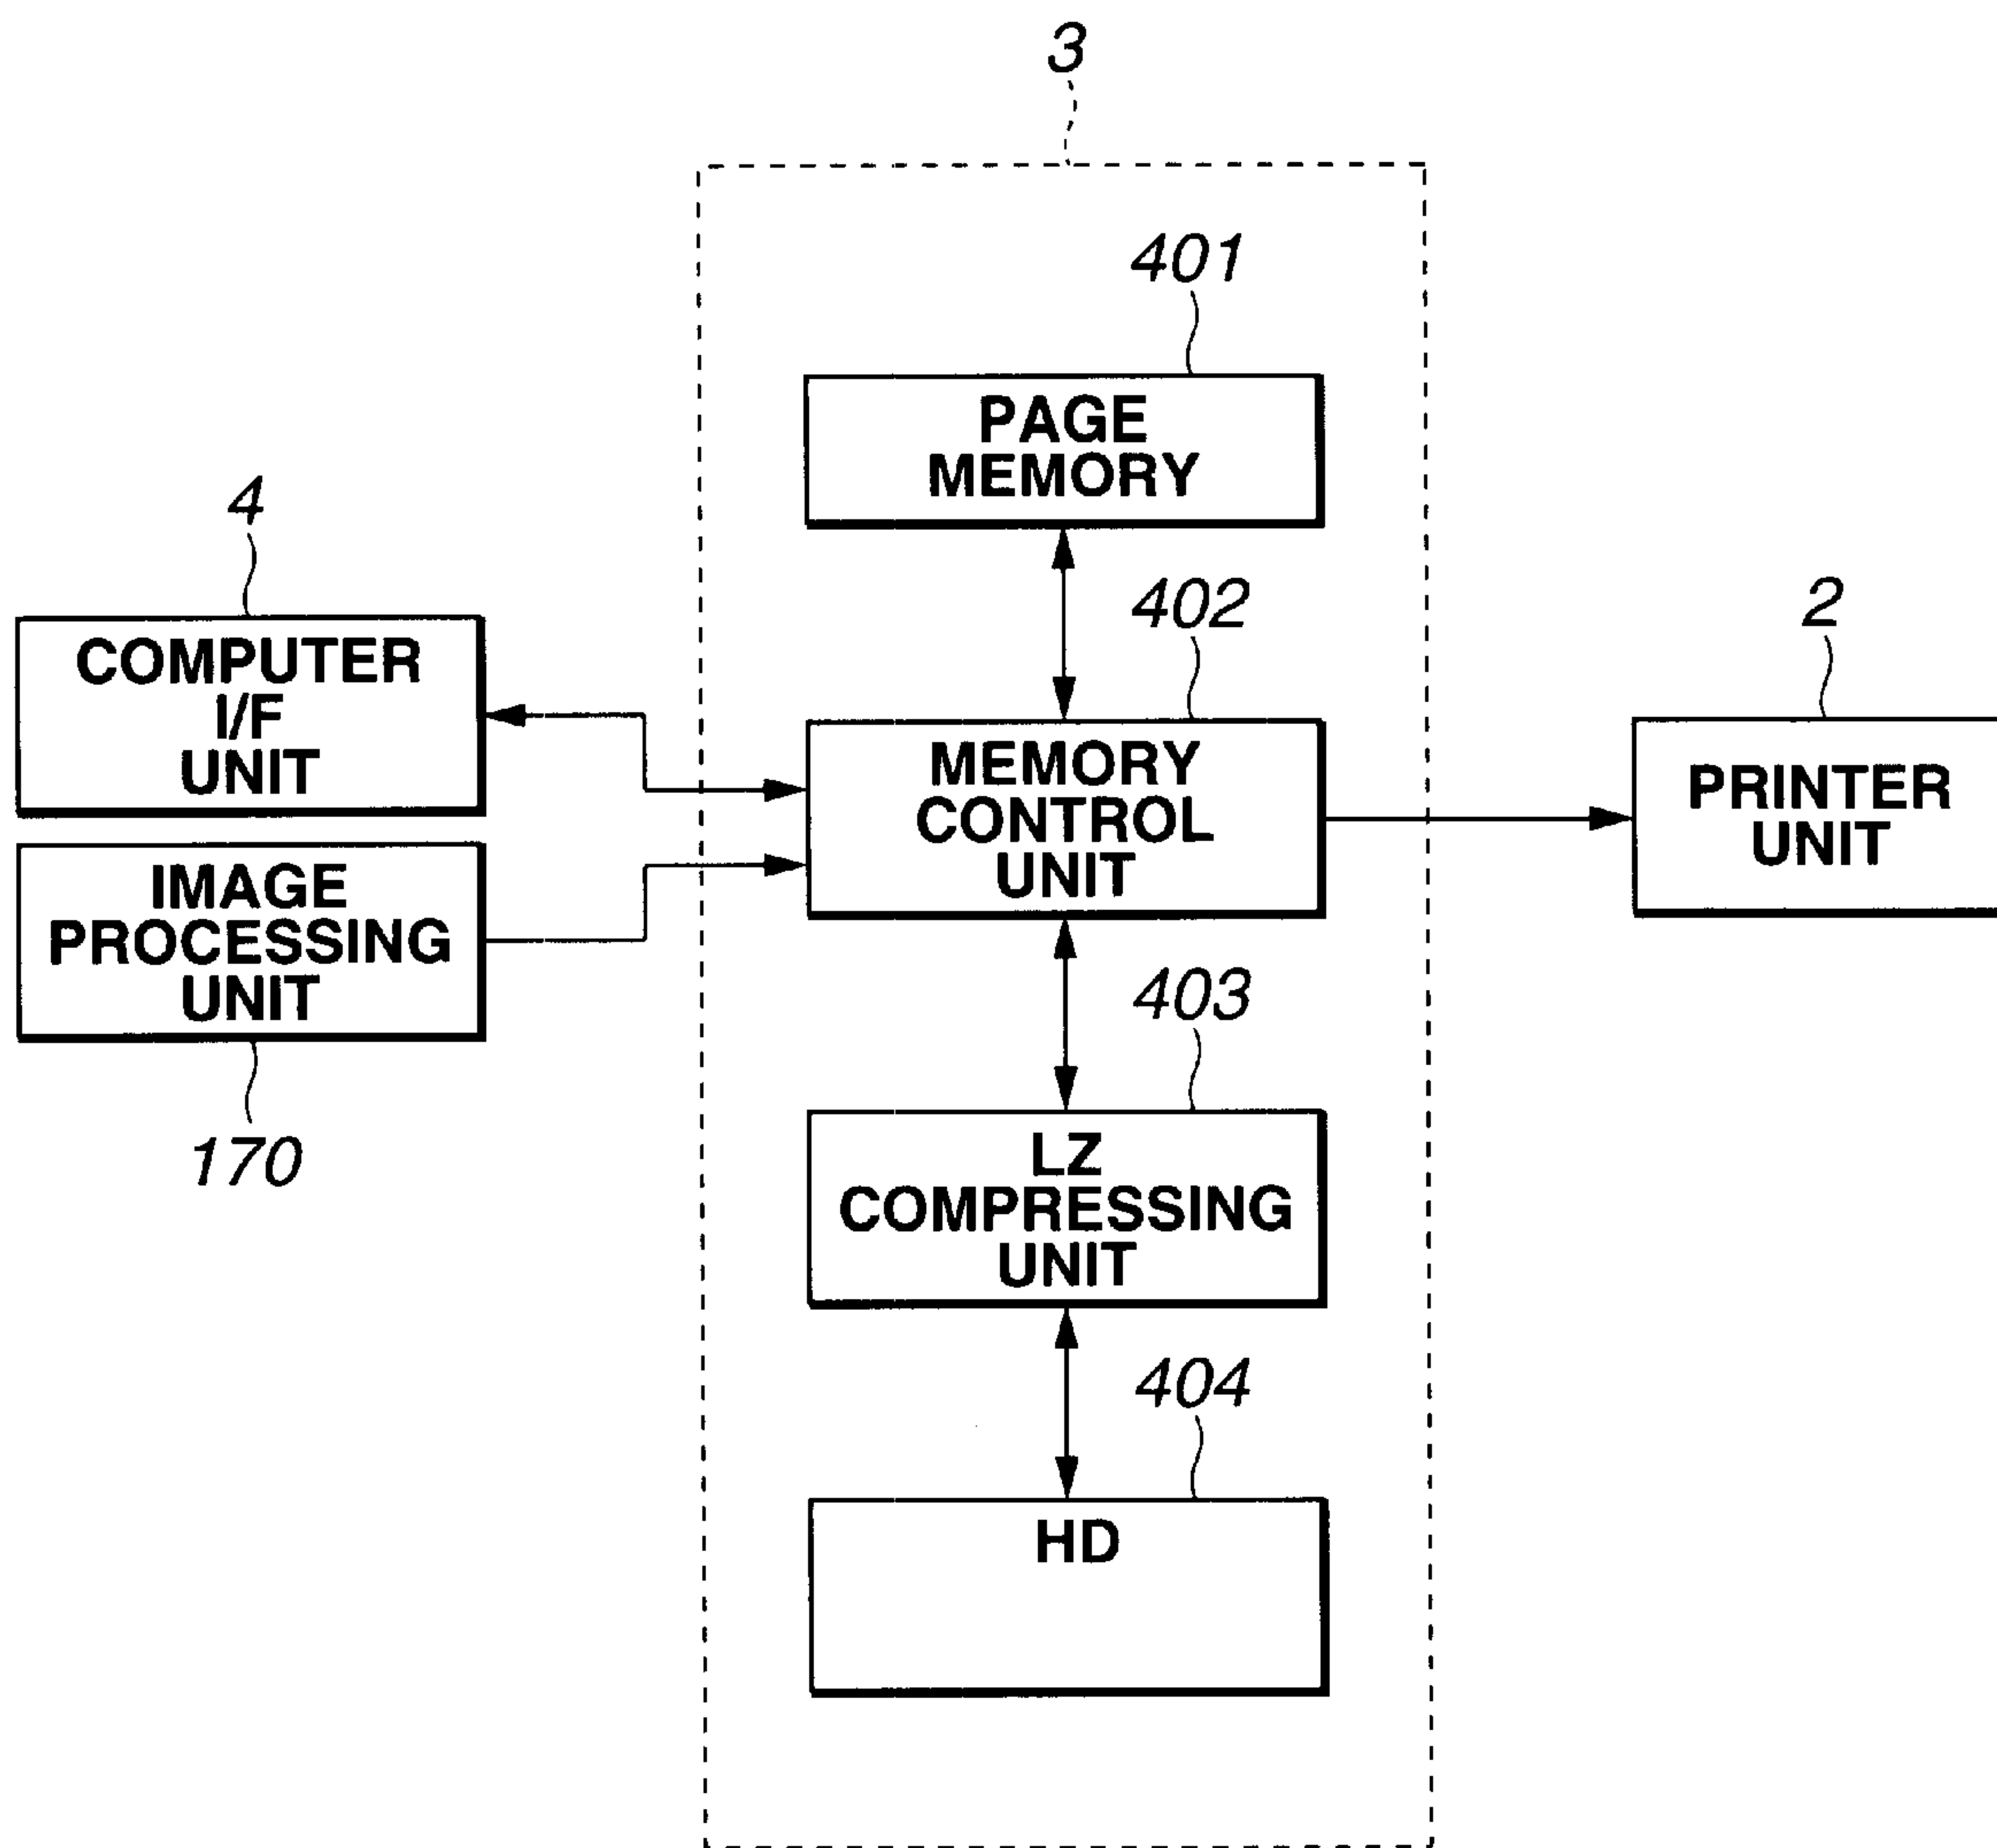 3
401
PAGE
MEMORY
4
COMPUTER
I/F
UNIT
402
MEMORY
CONTROL
UNIT
2
PRINTER
UNIT
IMAGE
PROCESSING
UNIT
170
403
LZ
COMPRESSING
UNIT
404
HD